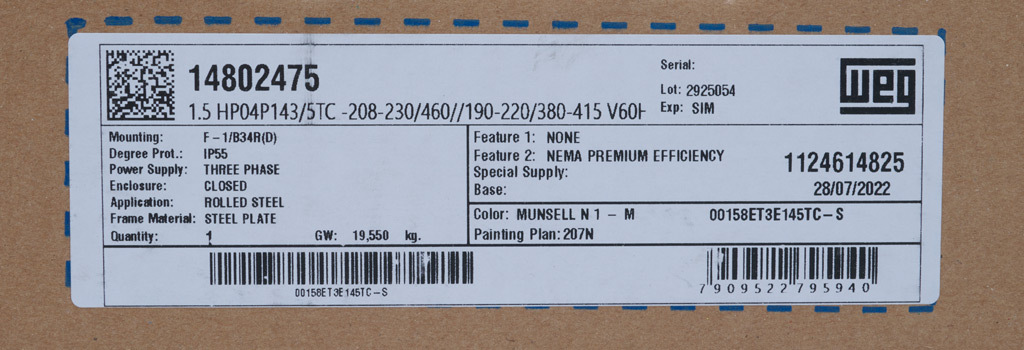 14802475
1.5 HP04P143/5TC -208-230/460//190-220/380-415 V60H
Serial:
Lot: 2925054
Exp: SIM
weg
Mounting: F-1/B34R(D)
Degree Prot.: IP55
Power Supply: THREE PHASE
Enclosure: CLOSED
Application: ROLLED STEEL
Frame Material: STEEL PLATE
Quantity: 1 GW: 19,550 kg.
Feature 1: NONE
Feature 2: NEMA PREMIUM EFFICIENCY
Special Supply:
Base:
1124614825
28/07/2022
Color: MUNSELL N 1 - M 00158ET3E145TC-S
Painting Plan: 207N
00158ET3E145TC-S
7909522795940